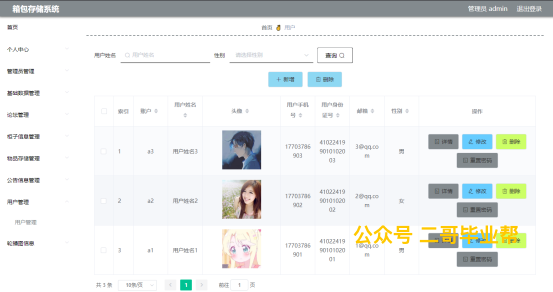 箱包存储系统
管理员 admin 退出登录
首页
首页 用户
个人中心
用户姓名 用户姓名 性别 请选择性别 查询
管理员管理
+ 新增 删除
基础数据管理
索引 账户 用户姓名 头像 用户手机号 用户身份证号 邮箱 性别 操作
论坛管理
柜子信息管理
物品存储管理
公告信息管理
用户管理
用户管理
轮播图信息
1 a3 用户姓名3 17703786903 410224199010102003 3@qq.com 男 详情 修改 删除 重置密码
2 a2 用户姓名2 17703786902 410224199010102002 2@qq.com 女 详情 修改 删除 重置密码
3 a1 用户姓名1 17703786901 410224199010102001 1@qq.com 男 详情 修改 删除 重置密码
公众号 二哥毕业帮
共 3 条 10条/页 < 1 > 前往 1 页